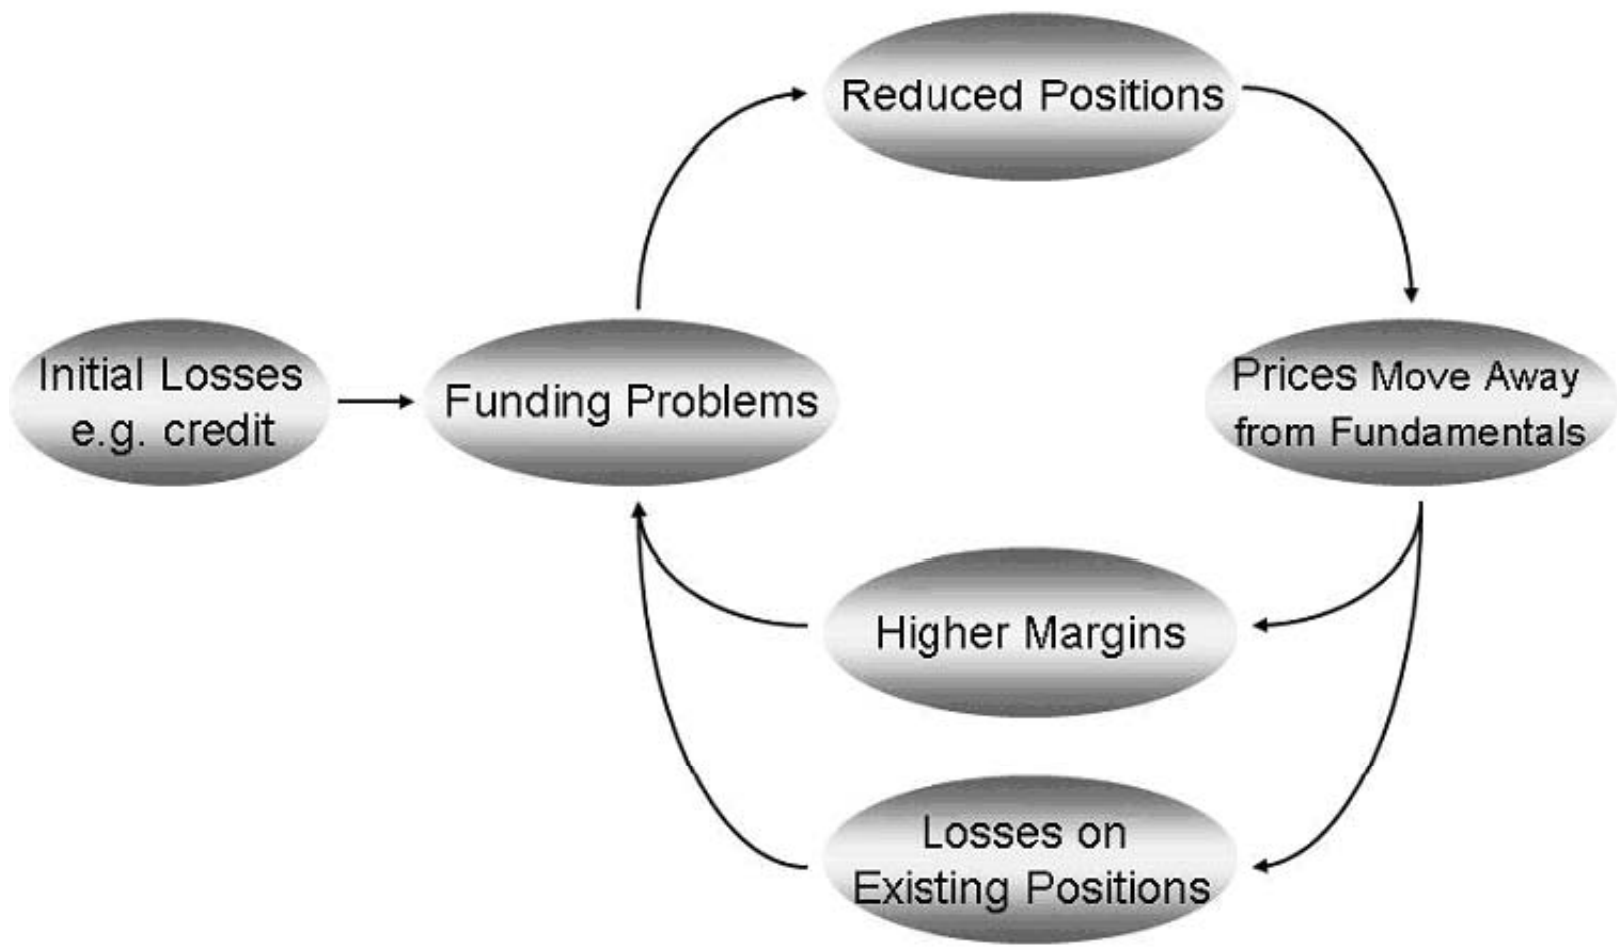 Reduced Positions
Initial Losses
e.g. credit
Funding Problems
Prices Move Away
from Fundamentals
Higher Margins
Losses on
Existing Positions